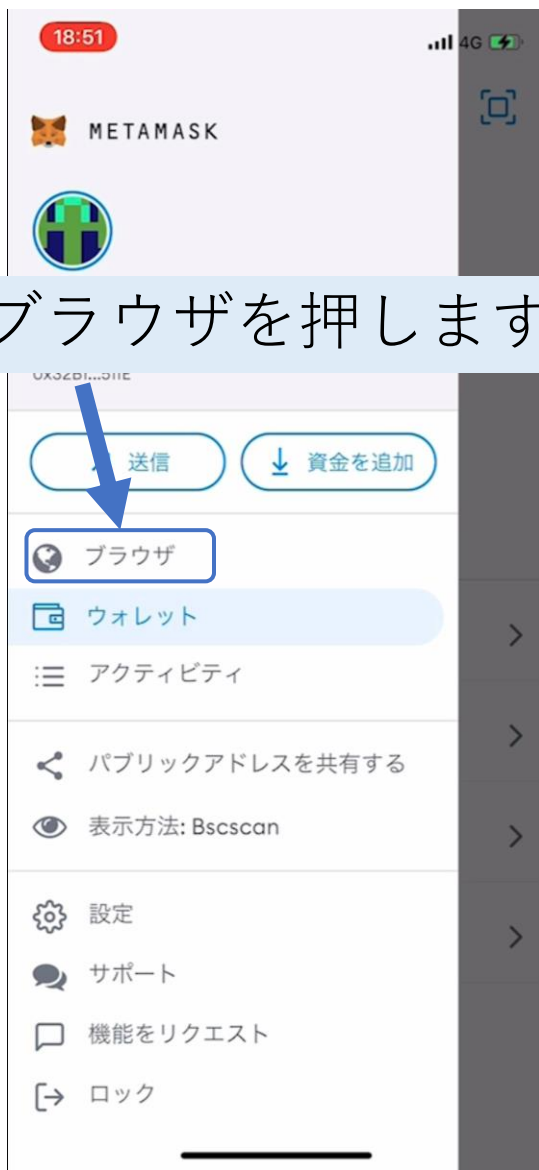 18:51
4G
METAMASK
ブラウザを押します
送信
資金を追加
ブラウザ
ウォレット
アクティビティ
パブリックアドレスを共有する
表示方法: Bscscan
設定
サポート
機能をリクエスト
ロック